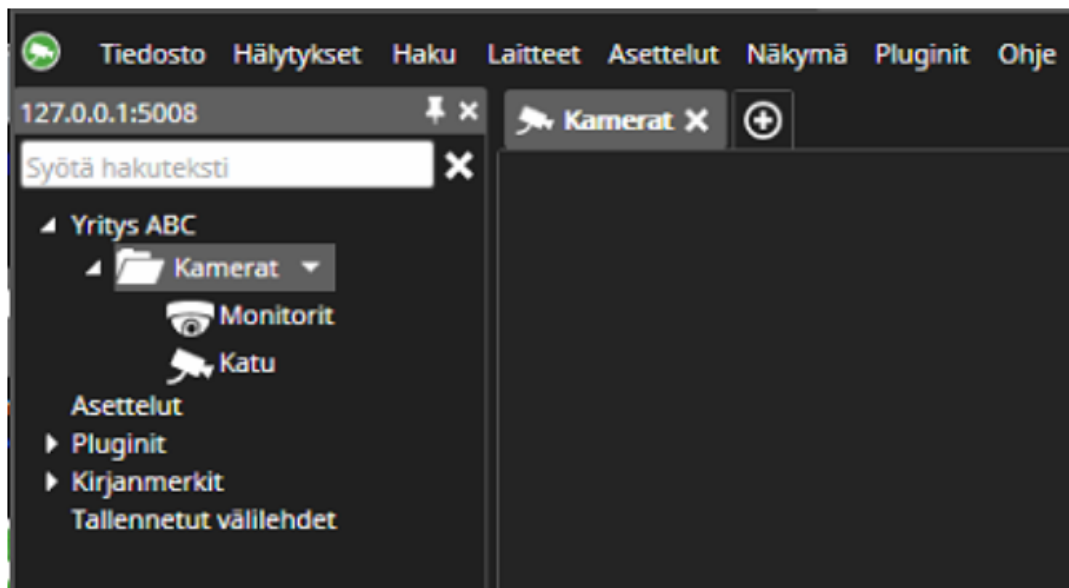 Tiedosto Hälytykset Haku Laitteet Asettelut Näkymä Pluginit Ohje
127.0.0.1:5008
Kamerat
Syötä hakuteksti
Yritys ABC
Kamerat
Monitorit
Katu
Asettelut
Pluginit
Kirjanmerkit
Tallennetut välilehdet